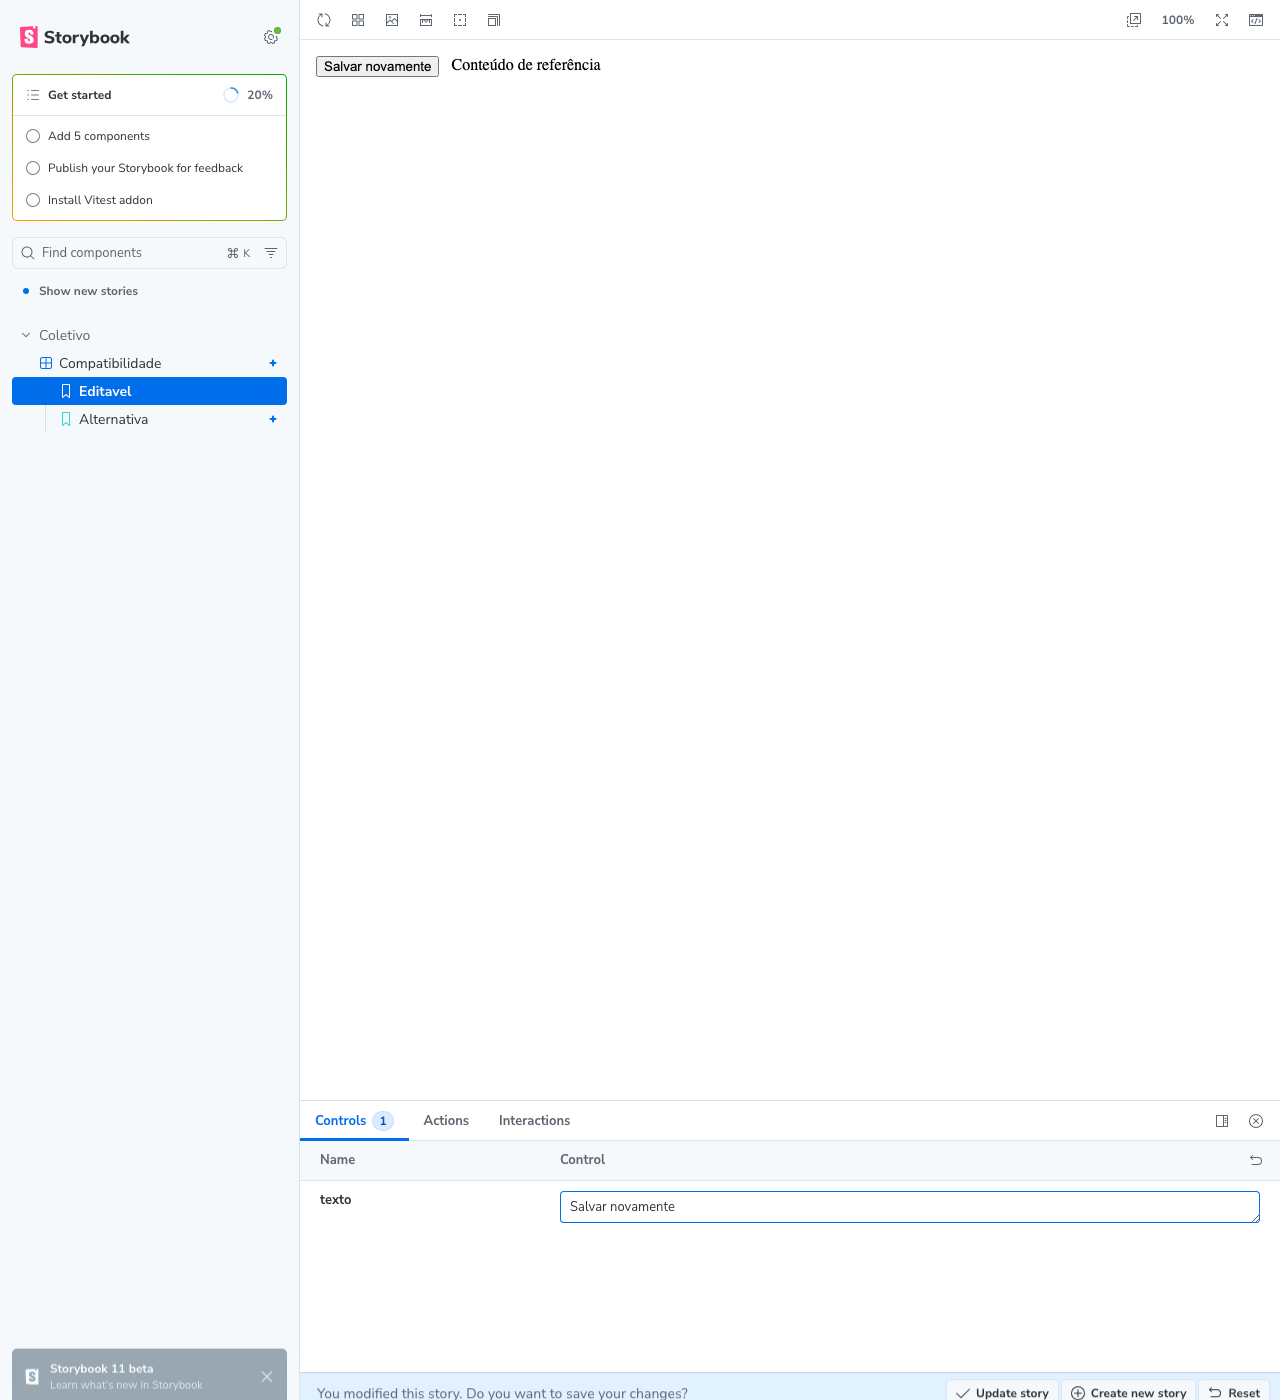 Storybook
Get started 20%
Add 5 components
Publish your Storybook for feedback
Install Vitest addon
Find components ⌘ K
Show new stories
Coletivo
Compatibilidade
Editavel
Alternativa
Storybook 11 beta
Learn what's new in Storybook
100%
Salvar novamente Conteúdo de referência
Controls 1 Actions Interactions
Name Control
texto Salvar novamente
You modified this story. Do you want to save your changes? Update story Create new story Reset